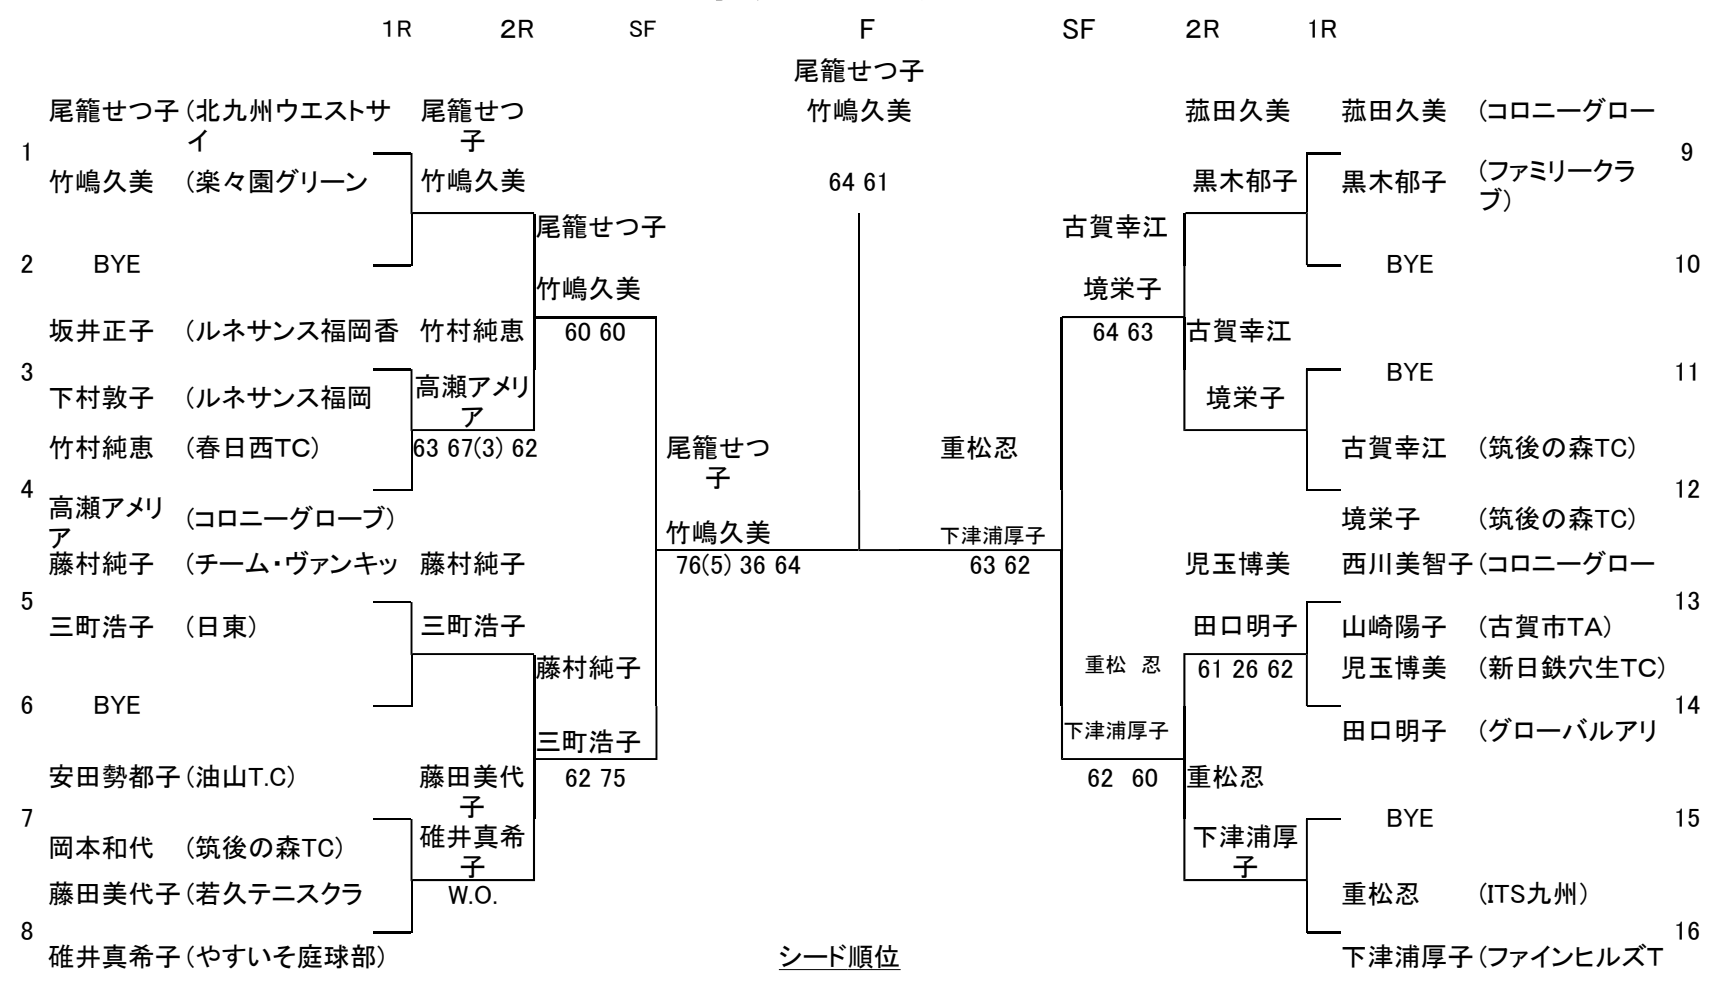 1R 2R SF F SF 2R 1R
尾籠せつ子
尾籠せつ子 (北九州ウエストサイ 尾籠せつ子 竹嶋久美 菰田久美 菰田久美 (コロニーグロー
1 9
竹嶋久美 (楽々園グリーン 竹嶋久美 64 61 黒木郁子 黒木郁子 (ファミリークラブ)
尾籠せつ子 古賀幸江
2 BYE BYE 10
竹嶋久美 境栄子
坂井正子 (ルネサンス福岡香 竹村純恵 60 60 64 63 古賀幸江
3 BYE 11
下村敦子 (ルネサンス福岡 高瀬アメリア 境栄子
竹村純恵 (春日西TC) 63 67(3) 62 尾籠せつ子 重松忍 古賀幸江 (筑後の森TC)
4 12
高瀬アメリア (コロニーグローブ) 竹嶋久美 下津浦厚子 境栄子 (筑後の森TC)
藤村純子 (チーム・ヴァンキッ 藤村純子 76(5) 36 64 63 62 児玉博美 西川美智子 (コロニーグロー
5 13
三町浩子 (日東) 三町浩子 田口明子 山崎陽子 (古賀市TA)
藤村純子 重松 忍 61 26 62 児玉博美 (新日鉄穴生TC)
6 BYE 14
三町浩子 下津浦厚子 田口明子 (グローバルアリ
安田勢都子 (油山T.C) 藤田美代子 62 75 62 60 重松忍
7 BYE 15
岡本和代 (筑後の森TC) 碓井真希子 下津浦厚子
藤田美代子 (若久テニスクラ W.O. 重松忍 (ITS九州)
8 16
碓井真希子 (やすいそ庭球部) シード順位 下津浦厚子 (ファインヒルズT